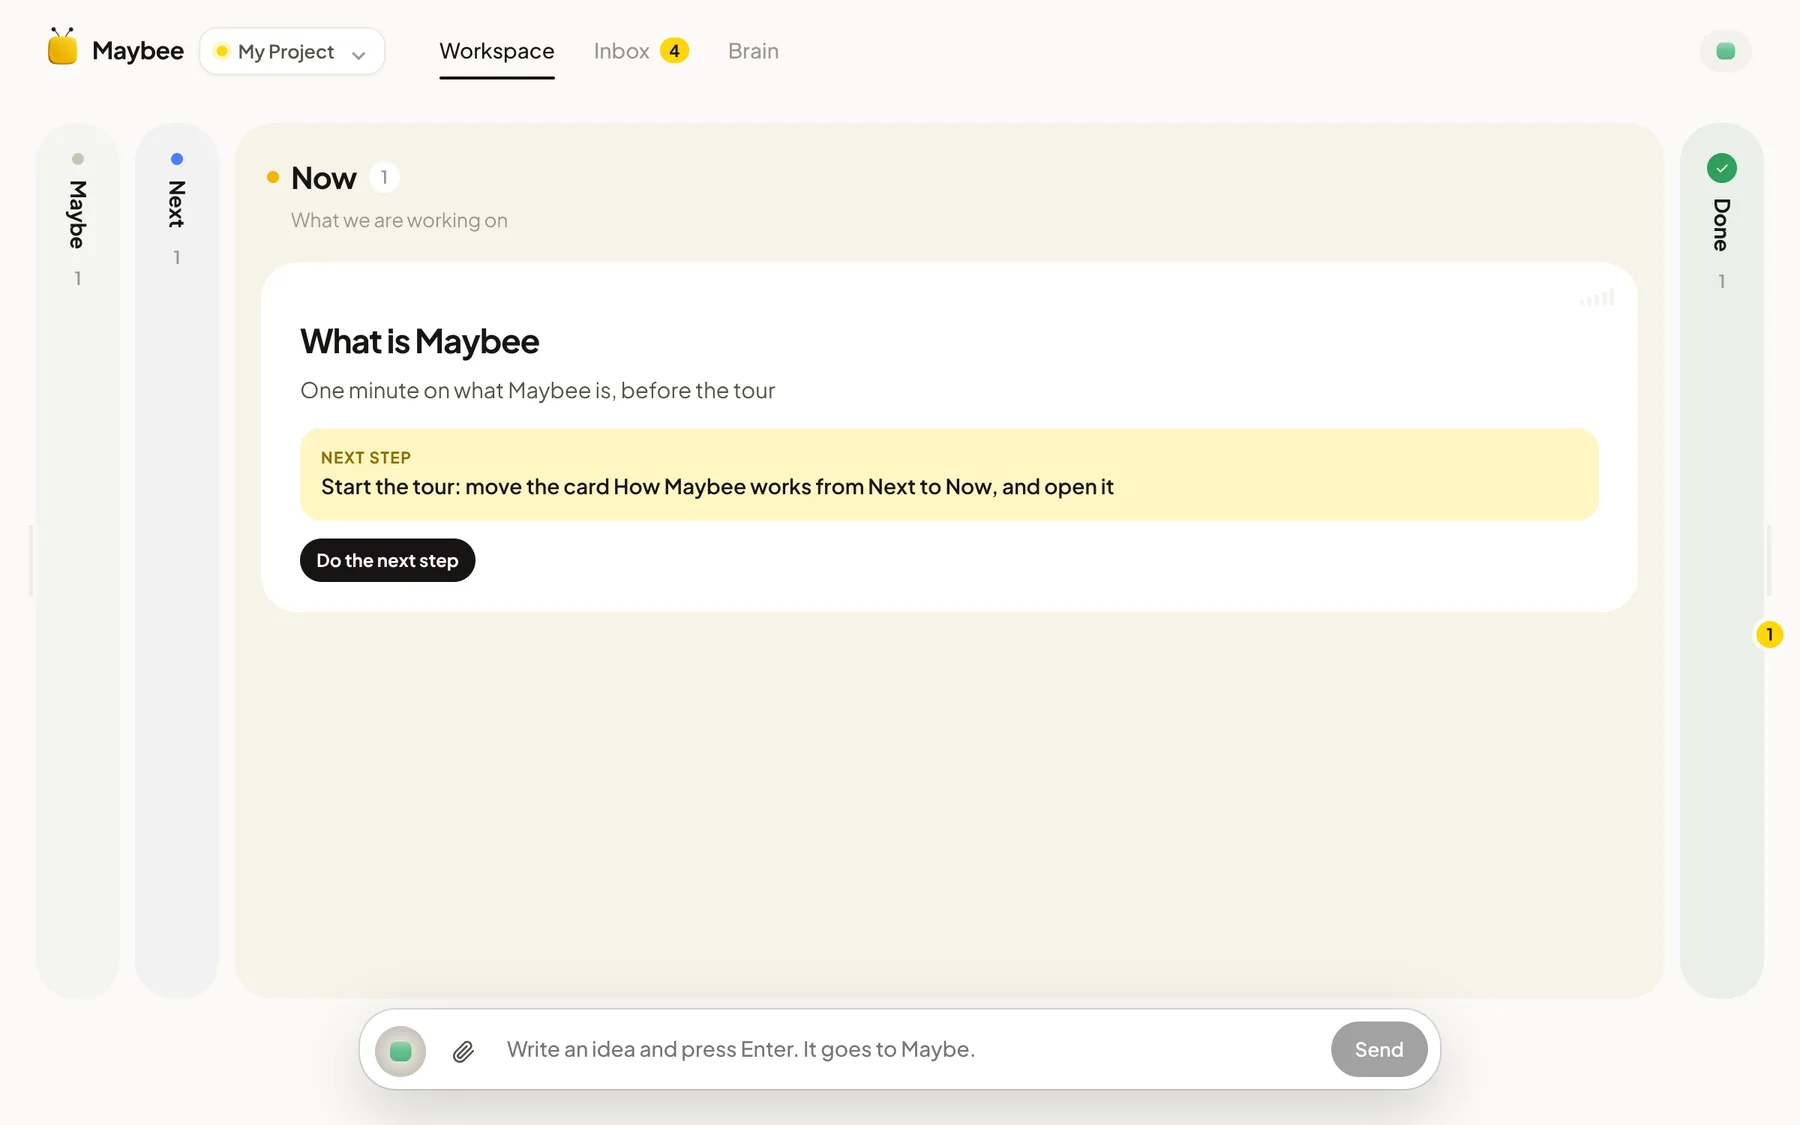 Maybee
My Project
Workspace
Inbox 4
Brain
Maybe
1
Next
1
Now 1
What we are working on
What is Maybee
One minute on what Maybee is, before the tour
NEXT STEP
Start the tour: move the card How Maybee works from Next to Now, and open it
Do the next step
Done
1
1
Write an idea and press Enter. It goes to Maybe.
Send